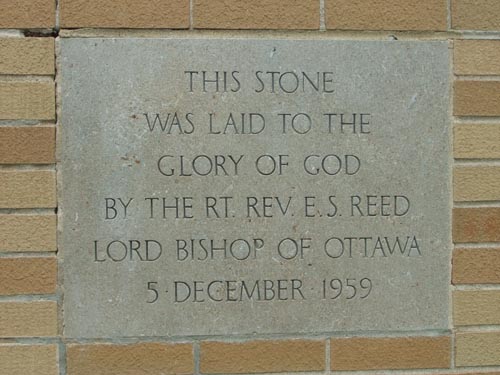 THIS STONE
WAS LAID TO THE
GLORY OF GOD
BY THE RT. REV. E. S. REED
LORD BISHOP OF OTTAWA
5 · DECEMBER · 1959